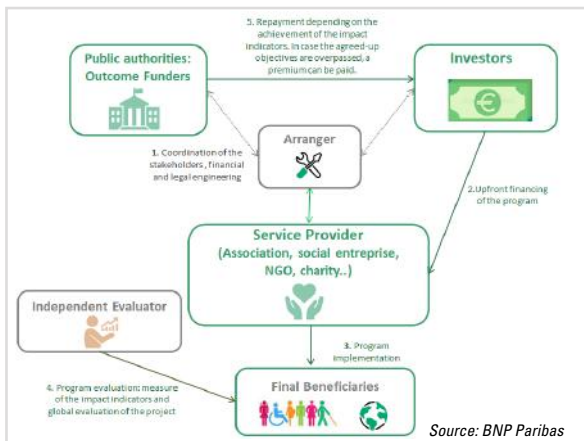 5. Repayment depending on the
achievement of the impact
indicators. In case the agreed-up
objectives are overpassed, a
premium can be paid.
Public authorities:
Outcome Funders
Investors
Arranger
1. Coordination of the
stakeholders, financial
and legal engineering
2.Upfront financing
of the program
Service Provider
(Association, social entreprise,
NGO, charity..)
Independent Evaluator
3. Program
implementation
4. Program evaluation: measure
of the impact indicators and
global evaluation of the project
Final Beneficiaries
Source: BNP Paribas